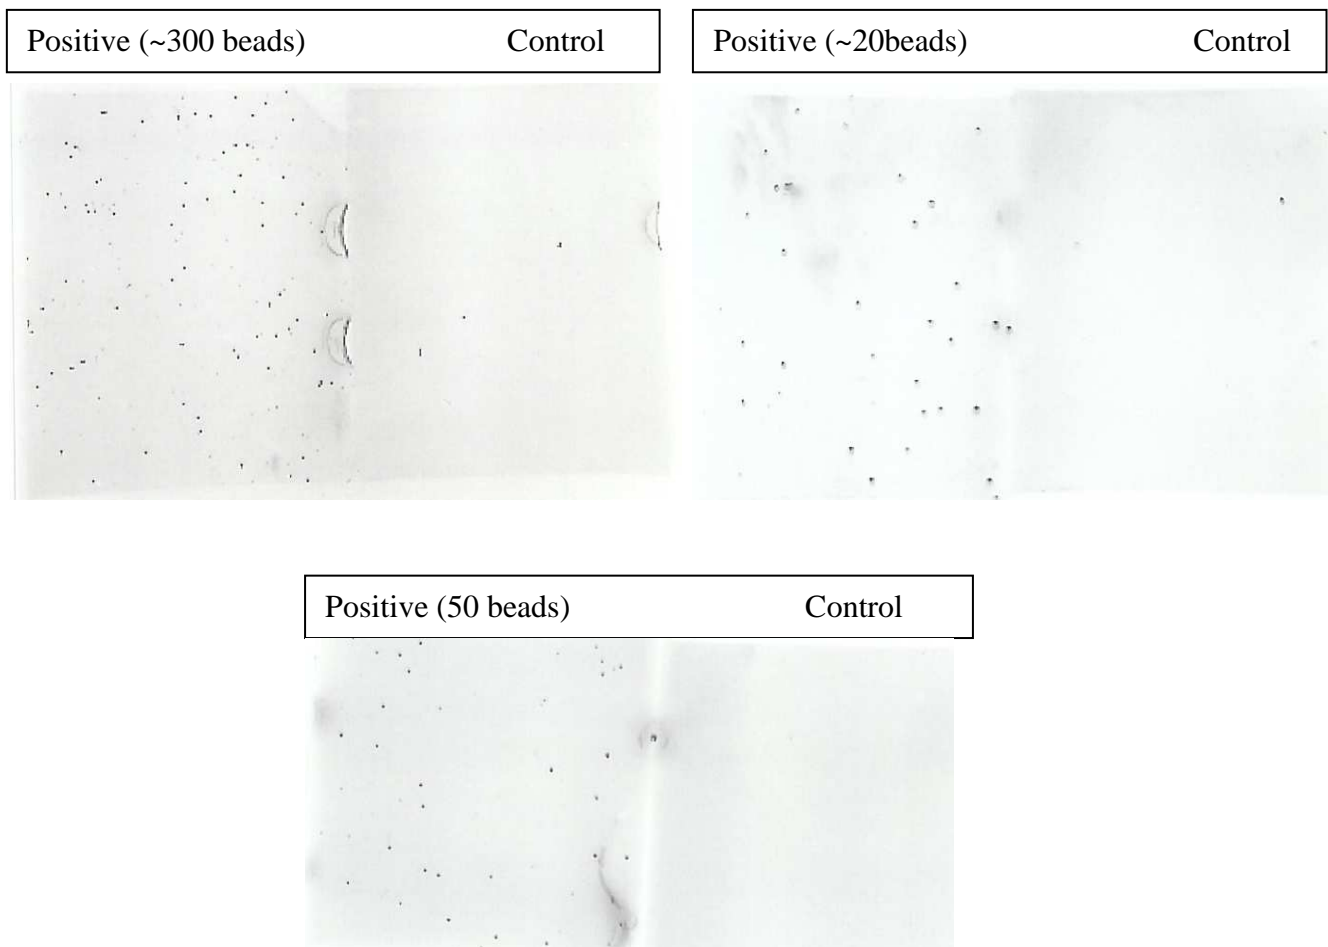 Positive (~300 beads) Control
Positive (~20beads) Control
Positive (50 beads) Control